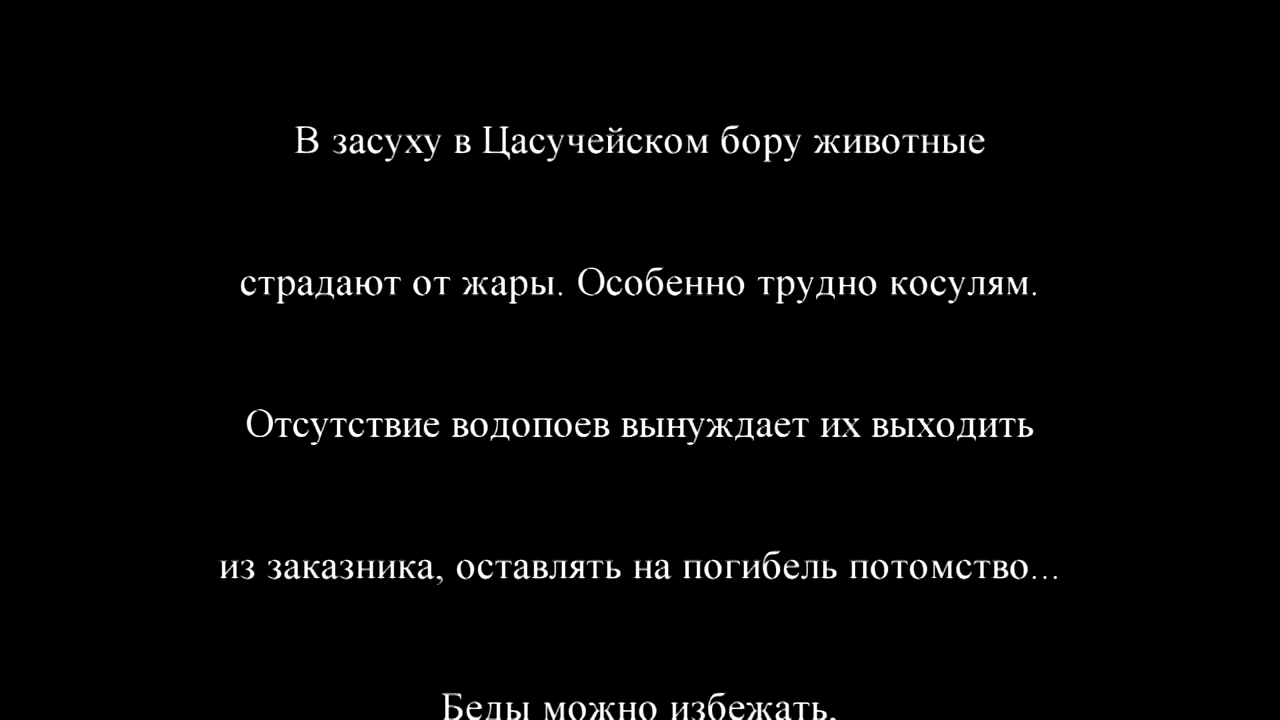 В засуху в Цасучейском бору животные
страдают от жары. Особенно трудно косулям.
Отсутствие водопоев вынуждает их выходить
из заказника, оставлять на погибель потомство...
Беды можно избежать,